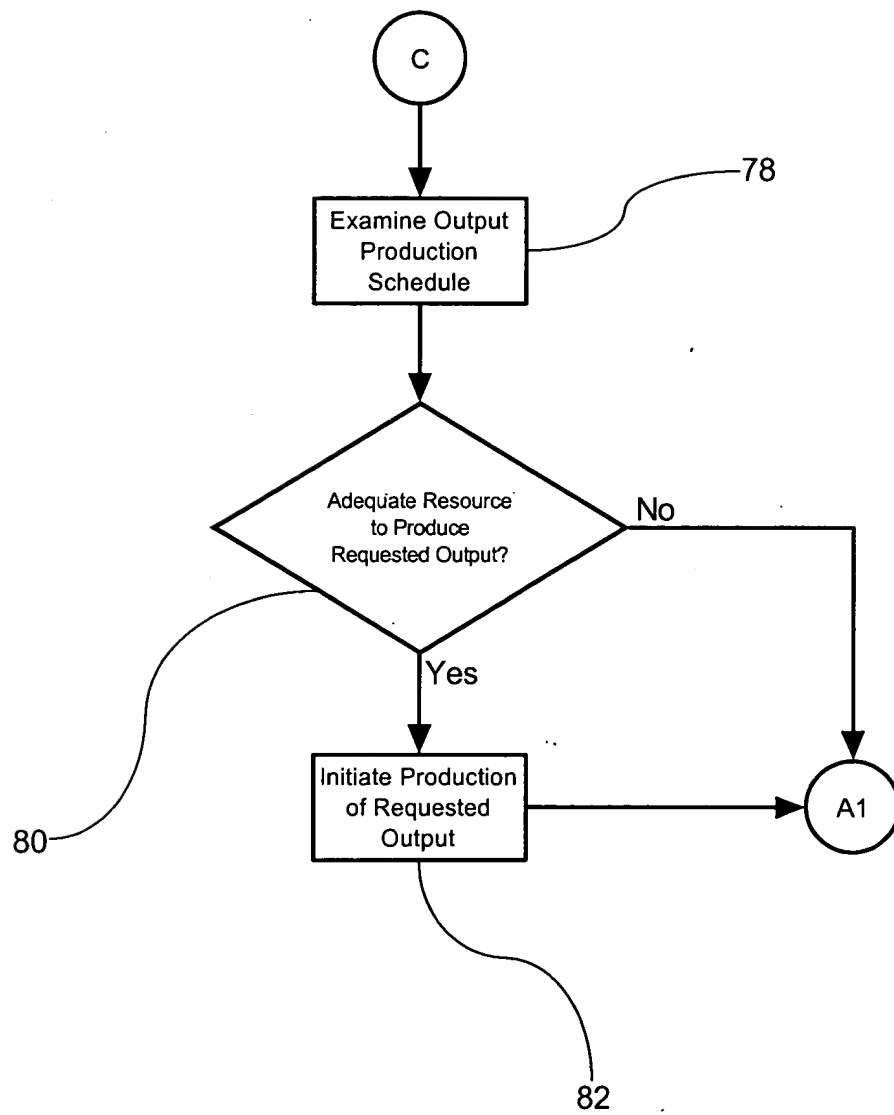 C
78
Examine Output
Production
Schedule
Adequate Resource
to Produce
Requested Output?
No
Yes
Initiate Production
of Requested
Output
A1
80
82